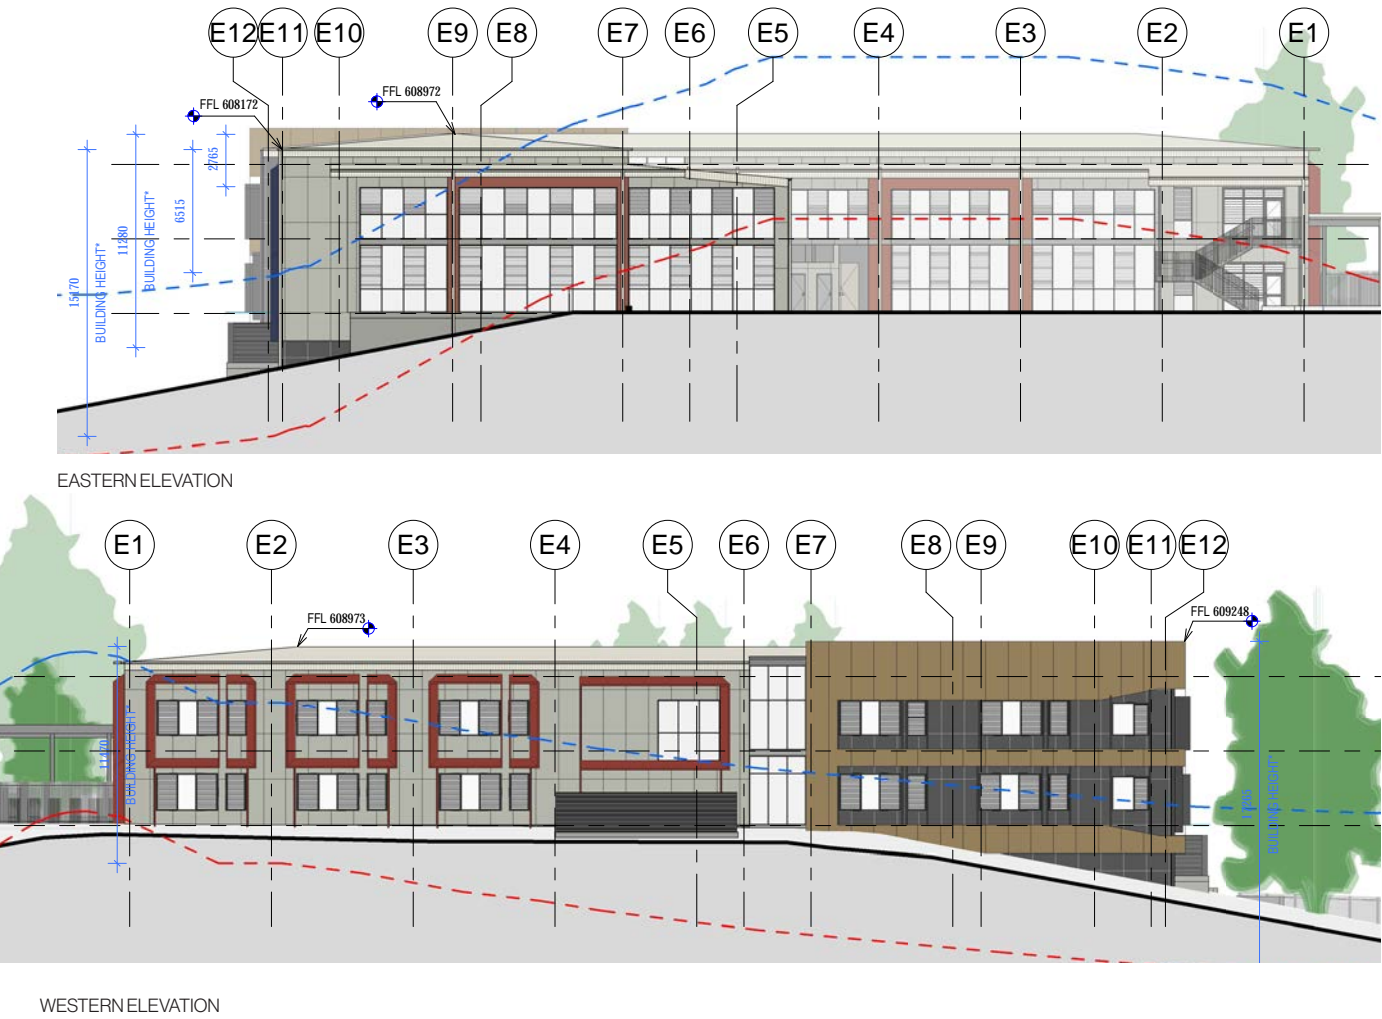 E12 E11 E10 E9 E8 E7 E6 E5 E4 E3 E2 E1
FFL 608972
FFL 608172
2765
6515
11280
BUILDING HEIGHT*
15170
BUILDING HEIGHT*
EASTERN ELEVATION
E1 E2 E3 E4 E5 E6 E7 E8 E9 E10 E11 E12
FFL 608973
FFL 609248
11470
BUILDING HEIGHT*
BUILDING HEIGHT*
WESTERN ELEVATION